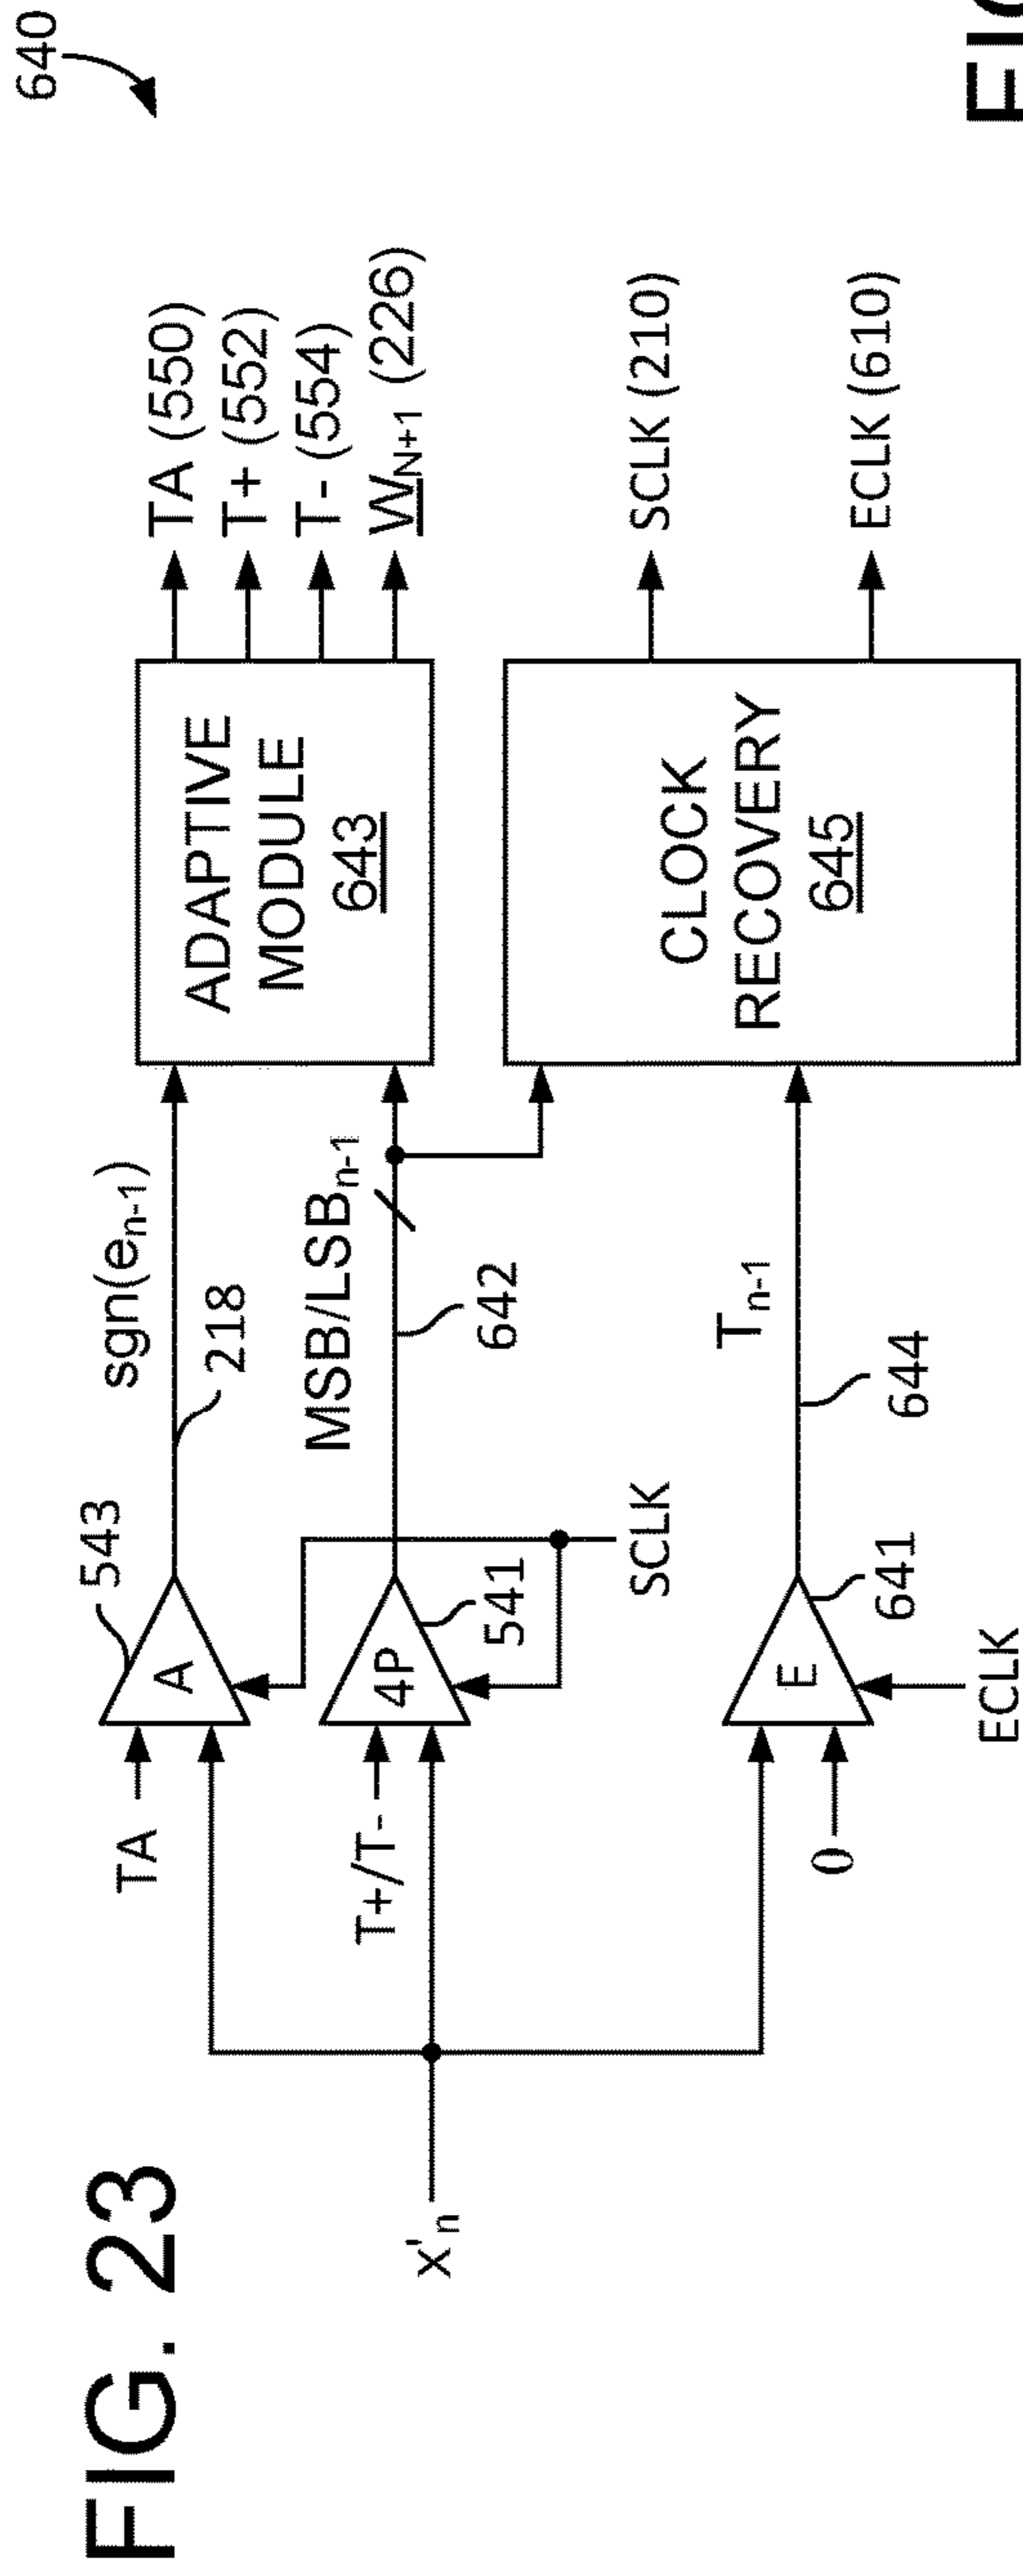 FIG. 23
640
TA
543
A
sgn(en-1)
218
ADAPTIVE
MODULE
643
TA (550)
T+ (552)
T- (554)
WN+1 (226)
T+/T-
4P
541
MSB/LSBn-1
642
x'n
SCLK
CLOCK
RECOVERY
645
SCLK (210)
ECLK (610)
0
E
641
Tn-1
644
ECLK